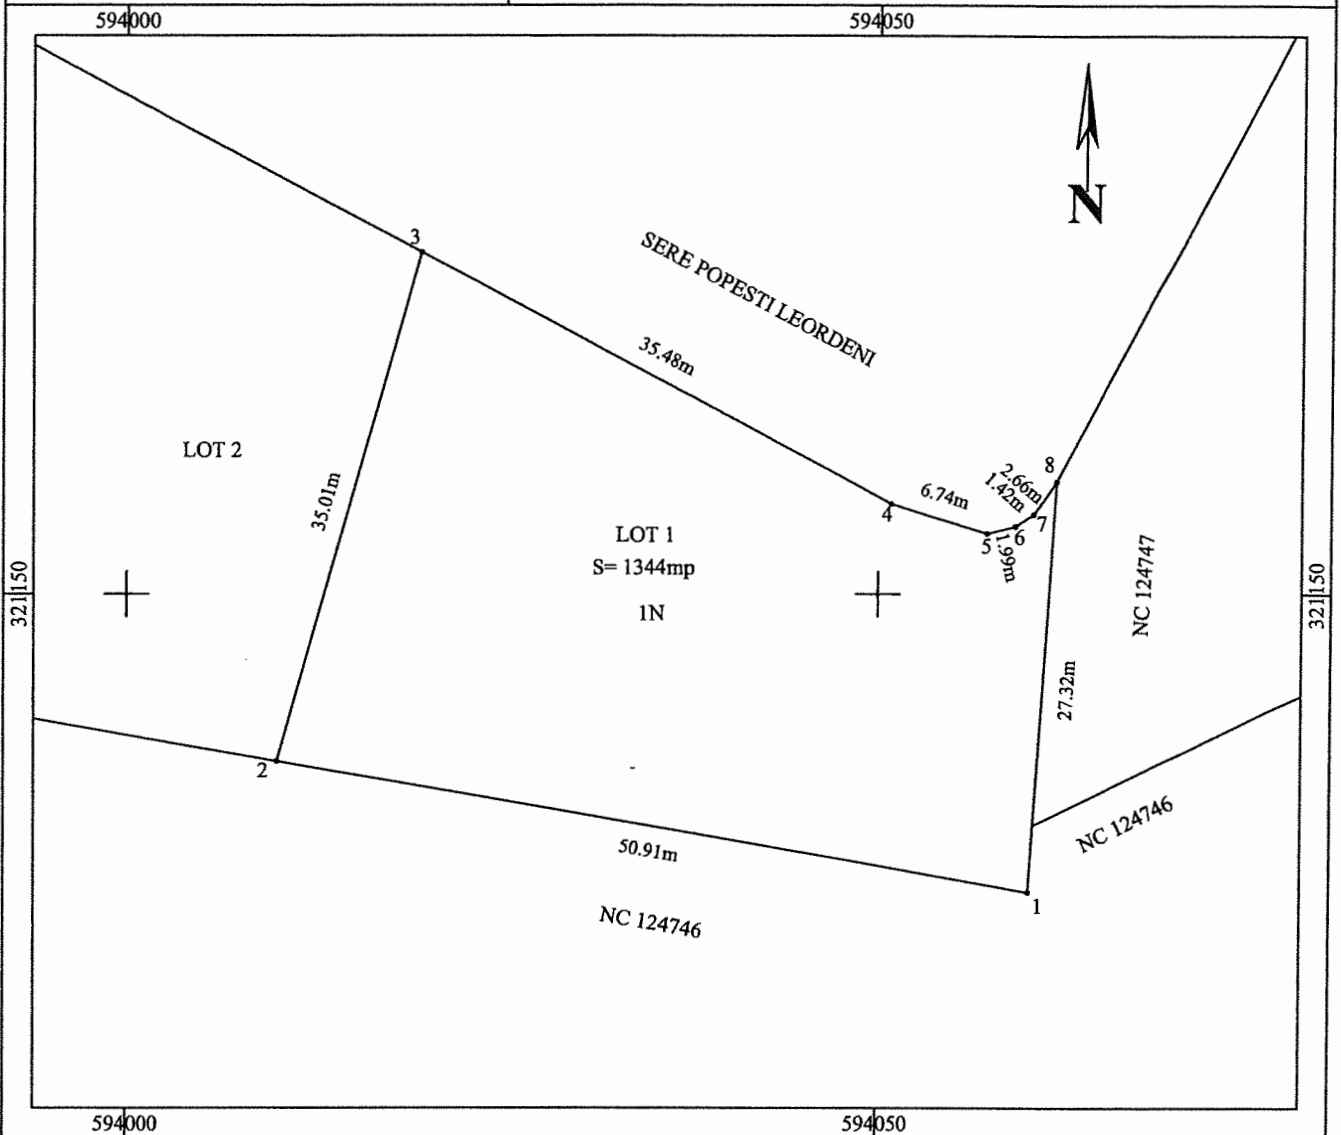 594000
594050
N
3
SERE POPESTI LEORDENI
35.48m
LOT 2
35.01m
8
2.66m
1.42m
6.74m
4
7
6
5
1.99m
LOT 1
S= 1344mp
1N
321150
321150
NC 124747
27.32m
2
NC 124746
50.91m
1
NC 124746
594000
594050